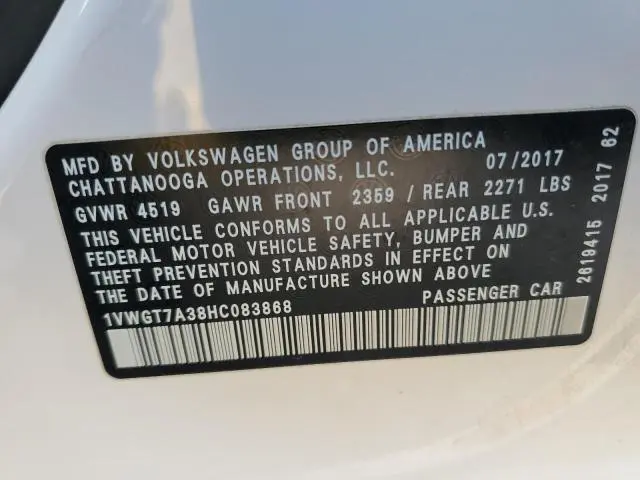 MFD BY VOLKSWAGEN GROUP OF AMERICA
CHATTANOOGA OPERATIONS, LLC. 07/2017
GVWR 4519 GAWR FRONT 2359 / REAR 2271 LBS
THIS VEHICLE CONFORMS TO ALL APPLICABLE U.S.
FEDERAL MOTOR VEHICLE SAFETY, BUMPER AND
THEFT PREVENTION STANDARDS IN EFFECT ON
THE DATE OF MANUFACTURE SHOWN ABOVE
1VWGT7A38HC083868 PASSENGER CAR
2619415 2017 62